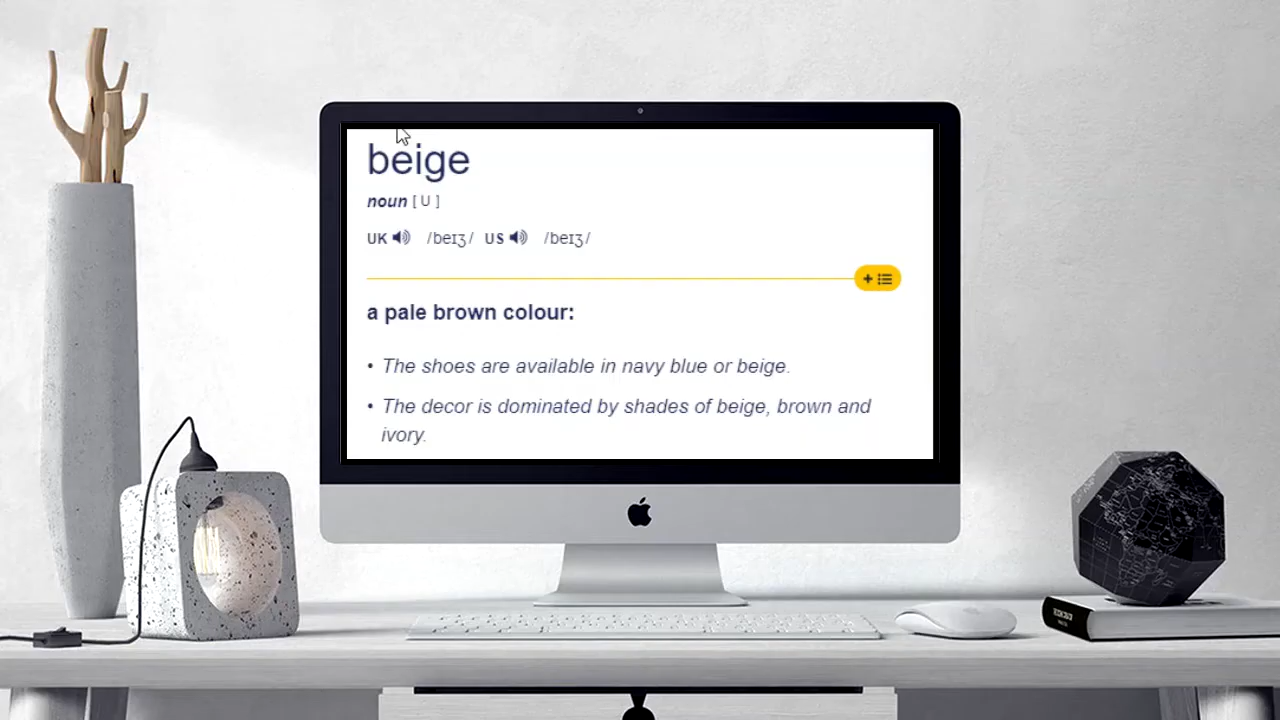 beige
noun [ U ]
UK /beɪʒ/ US /beɪʒ/
a pale brown colour:
• The shoes are available in navy blue or beige.
• The decor is dominated by shades of beige, brown and
ivory.